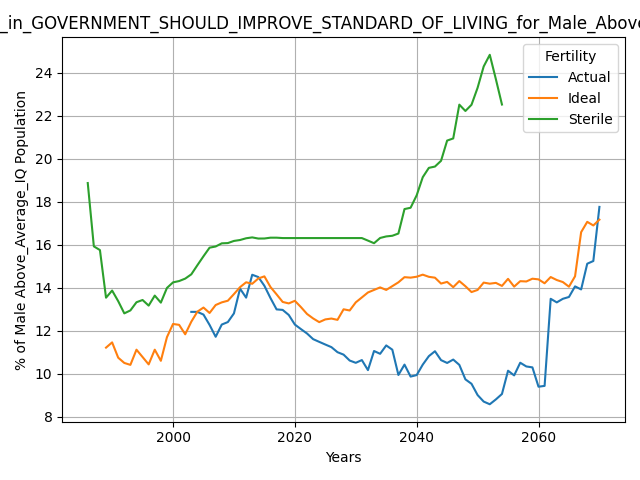 _in_GOVERNMENT_SHOULD_IMPROVE_STANDARD_OF_LIVING_for_Male_Above
% of Male Above_Average_IQ Population
24
22
20
18
16
14
12
10
8
2000 2020 2040 2060
Years
Fertility
Actual
Ideal
Sterile